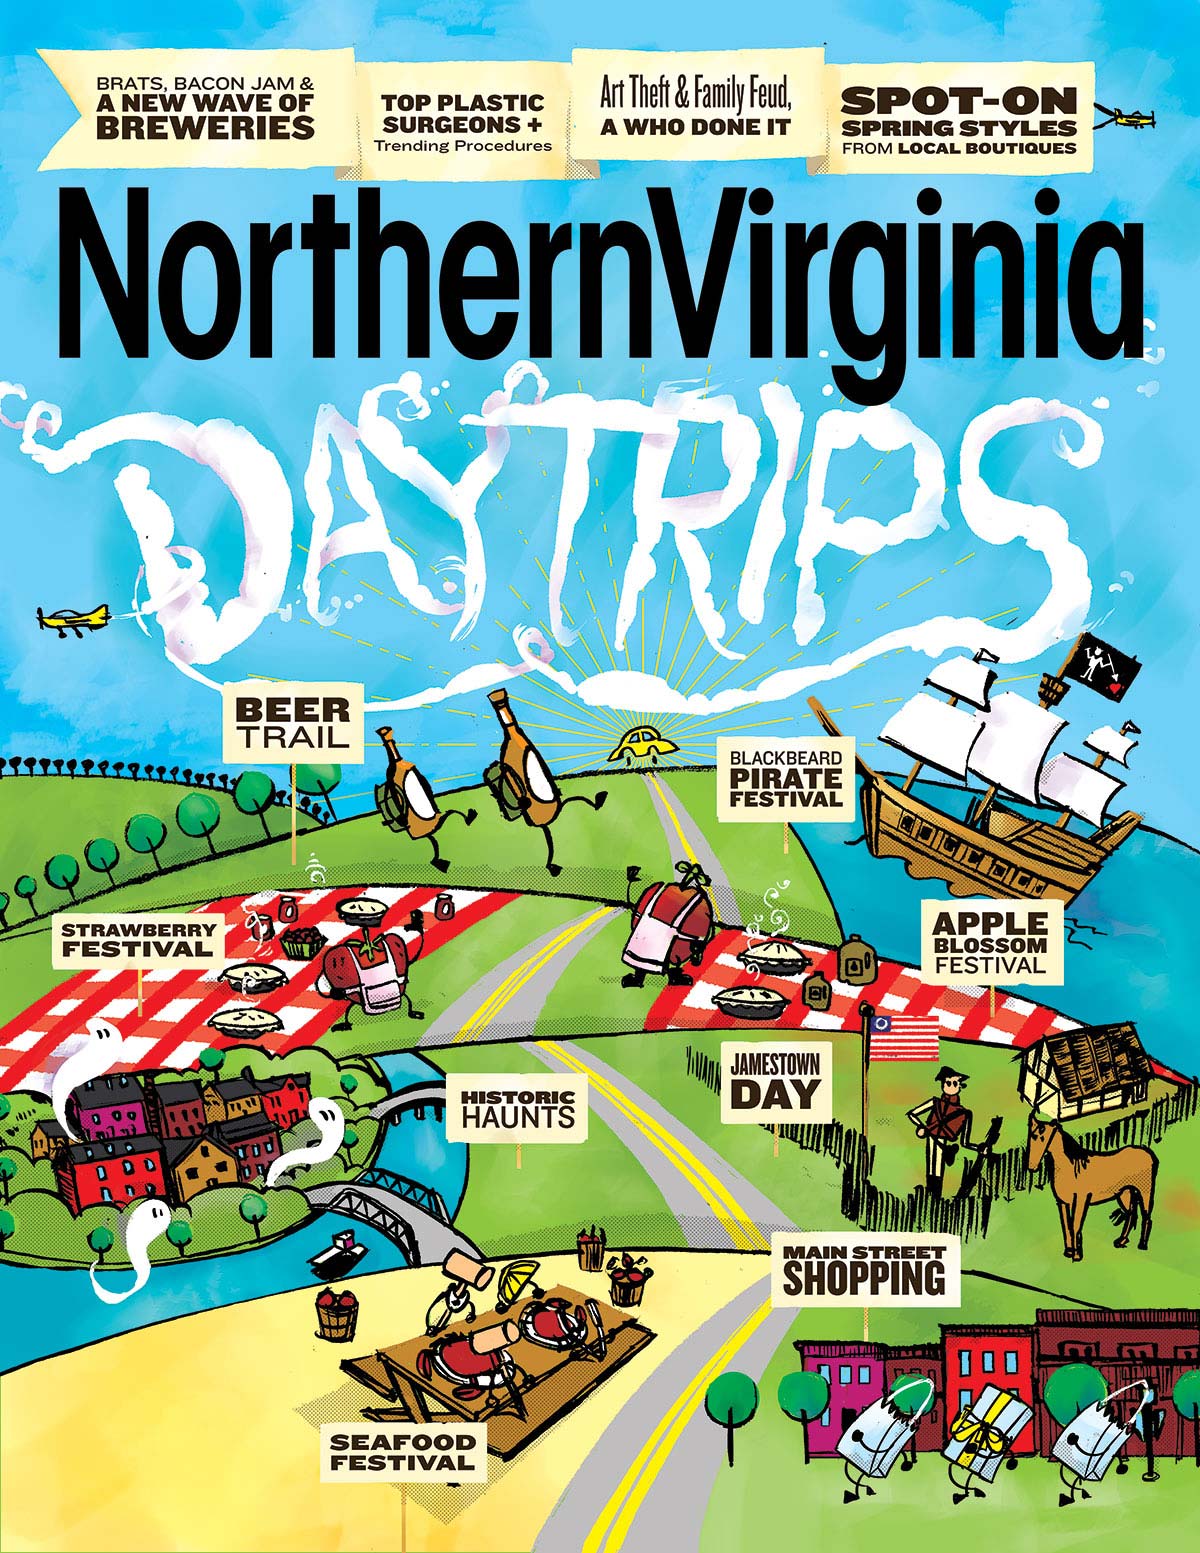 BRATS, BACON JAM &
A NEW WAVE OF
BREWERIES
TOP PLASTIC
SURGEONS +
Trending Procedures
Art Theft & Family Feud,
A WHO DONE IT
SPOT-ON
SPRING STYLES
FROM LOCAL BOUTIQUES
NorthernVirginia
DAYTRIPS
BEER
TRAIL
BLACKBEARD
PIRATE
FESTIVAL
STRAWBERRY
FESTIVAL
APPLE
BLOSSOM
FESTIVAL
HISTORIC
HAUNTS
JAMESTOWN
DAY
MAIN STREET
SHOPPING
SEAFOOD
FESTIVAL